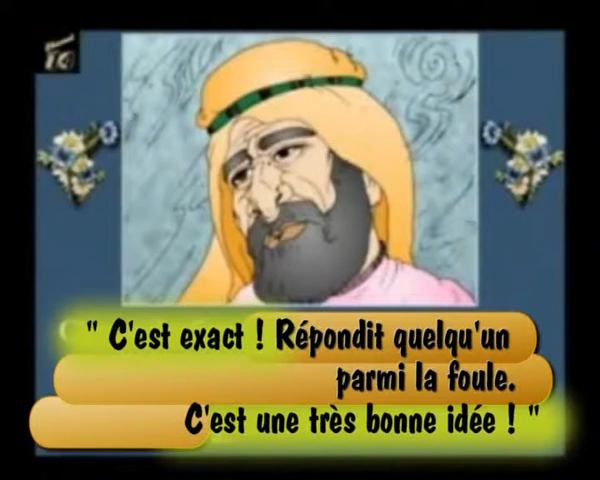 " C'est exact ! Répondit quelqu'un
parmi la foule.
C'est une très bonne idée ! "